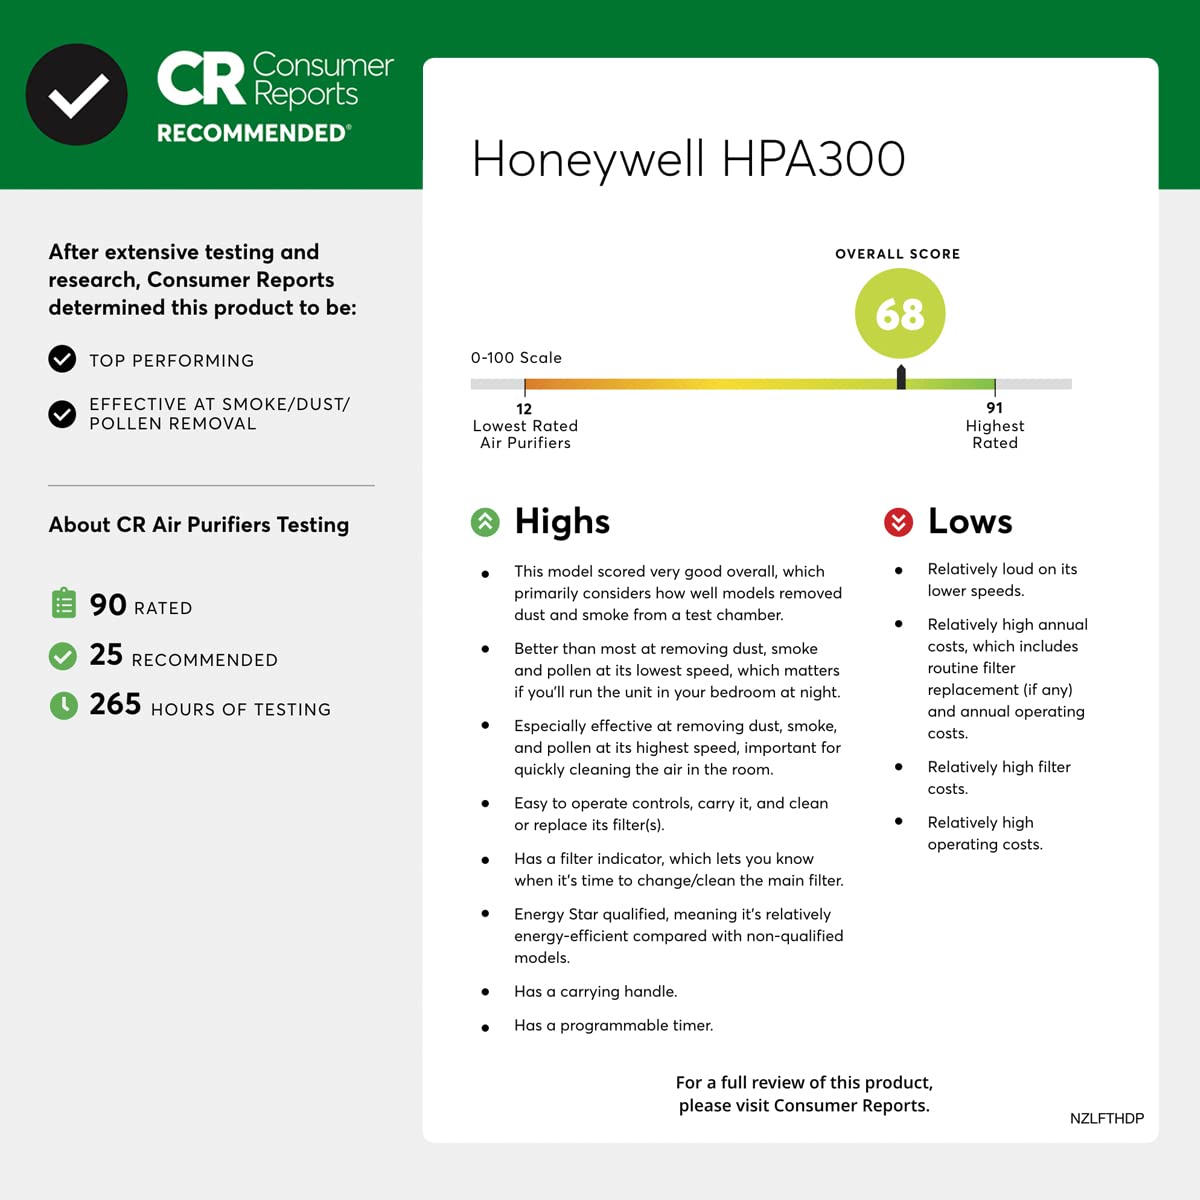 CR Consumer
Reports
RECOMMENDED®
Honeywell HPA300
After extensive testing and
research, Consumer Reports
determined this product to be:
TOP PERFORMING
EFFECTIVE AT SMOKE/DUST/
POLLEN REMOVAL
About CR Air Purifiers Testing
90 RATED
25 RECOMMENDED
265 HOURS OF TESTING
OVERALL SCORE
68
0-100 Scale
12
Lowest Rated
Air Purifiers
91
Highest
Rated
Highs
This model scored very good overall, which
primarily considers how well models removed
dust and smoke from a test chamber.
Better than most at removing dust, smoke
and pollen at its lowest speed, which matters
if you'll run the unit in your bedroom at night.
Especially effective at removing dust, smoke,
and pollen at its highest speed, important for
quickly cleaning the air in the room.
Easy to operate controls, carry it, and clean
or replace its filter(s).
Has a filter indicator, which lets you know
when it's time to change/clean the main filter.
Energy Star qualified, meaning it's relatively
energy-efficient compared with non-qualified
models.
Has a carrying handle.
Has a programmable timer.
Lows
Relatively loud on its
lower speeds.
Relatively high annual
costs, which includes
routine filter
replacement (if any)
and annual operating
costs.
Relatively high filter
costs.
Relatively high
operating costs.
For a full review of this product,
please visit Consumer Reports.
NZLFTHDP